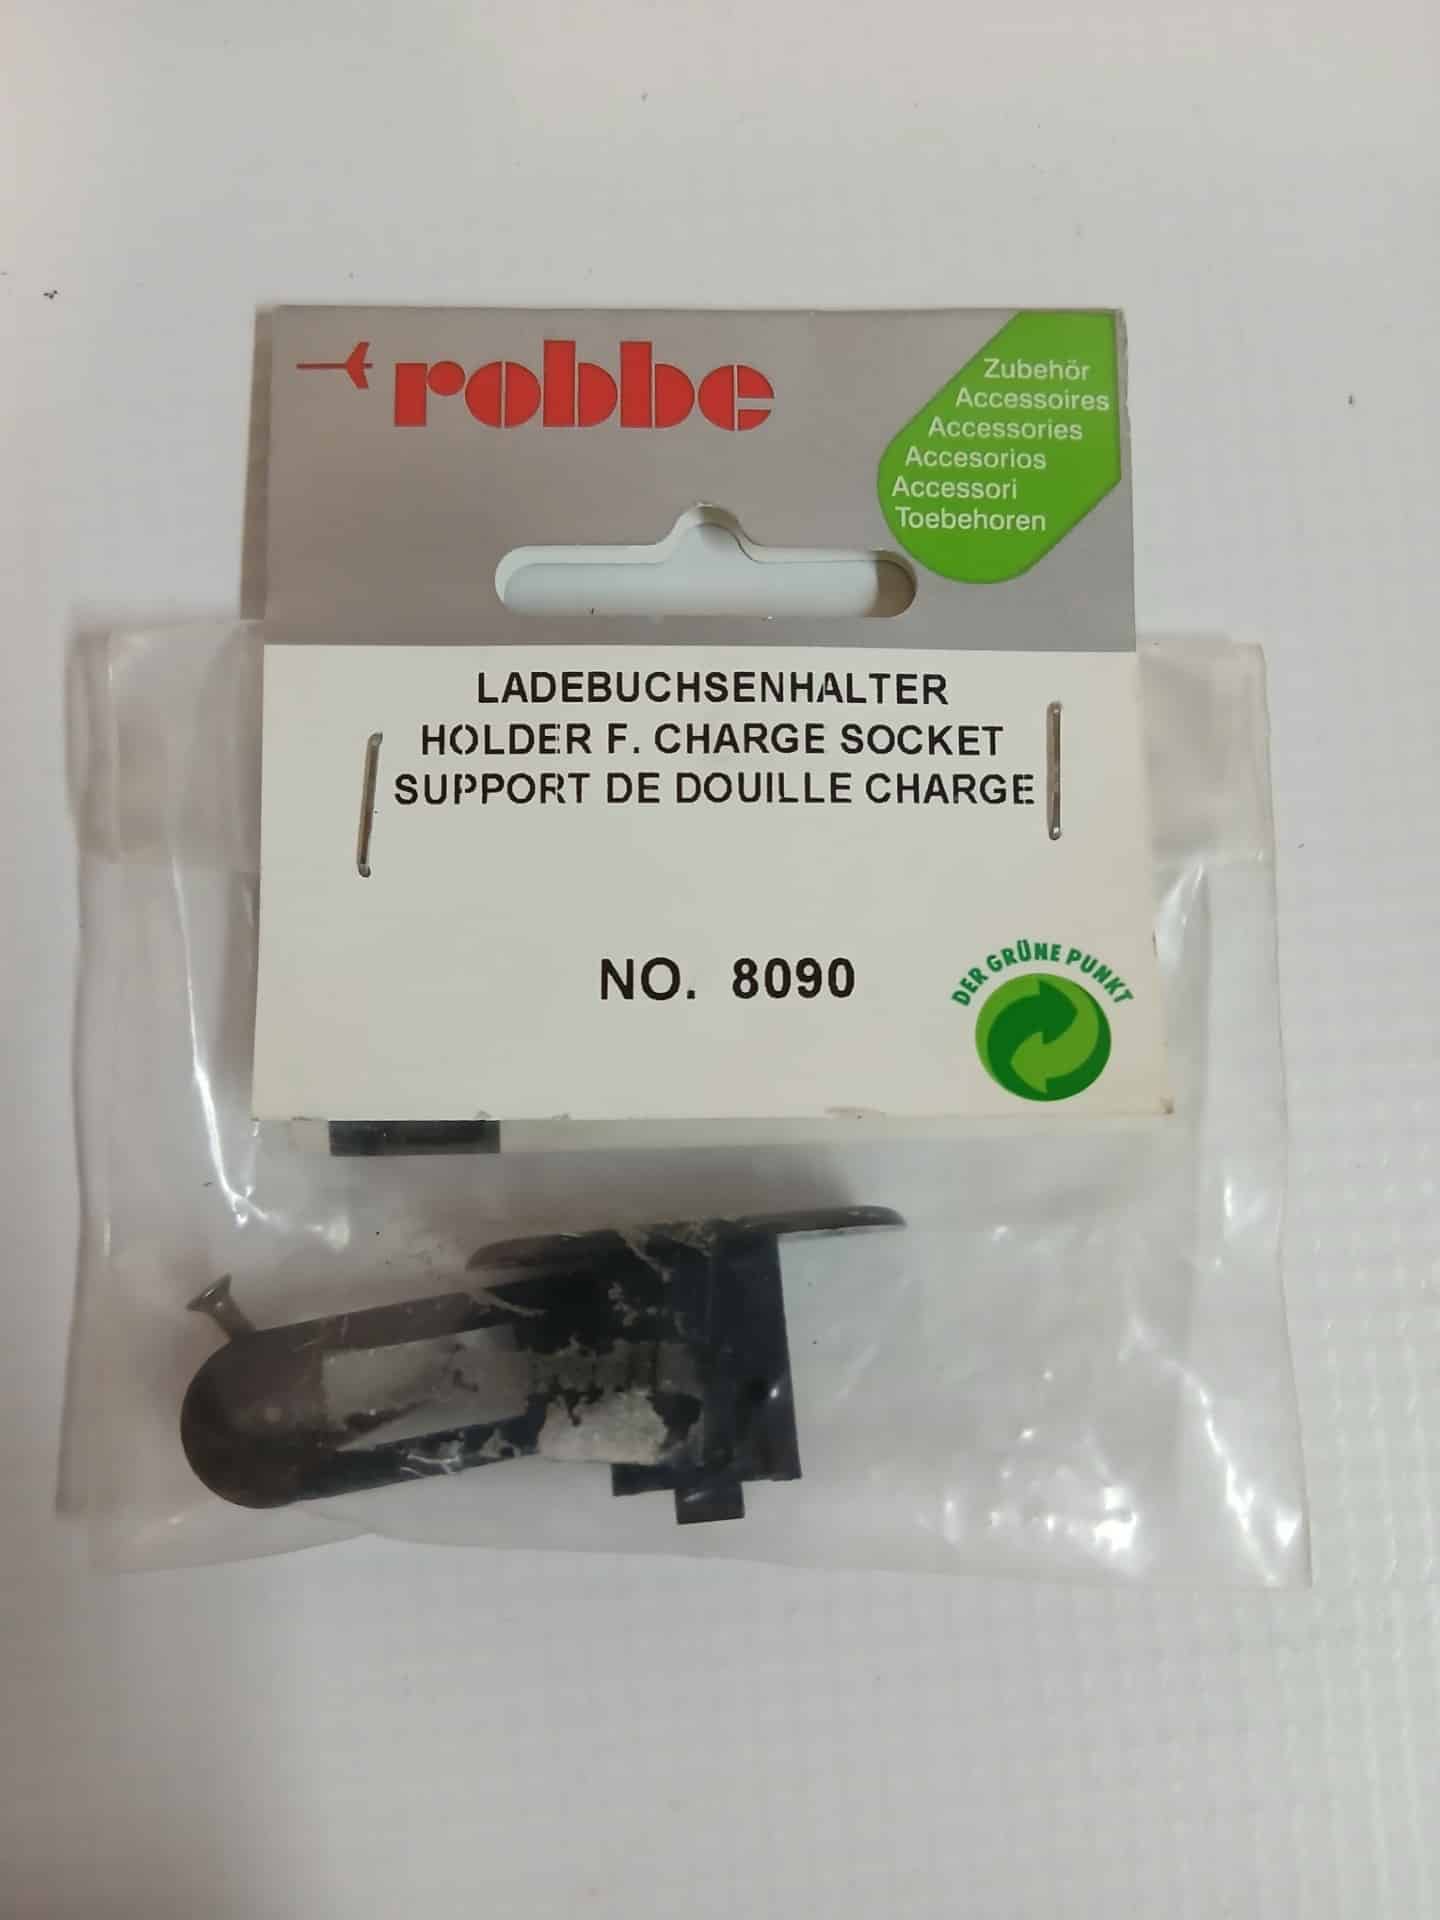 robbe
Zubehör
Accessoires
Accessories
Accesorios
Accessori
Toebehoren
LADEBUCHSENHALTER
HOLDER F. CHARGE SOCKET
SUPPORT DE DOUILLE CHARGE
NO. 8090
DER GRÜNE PUNKT